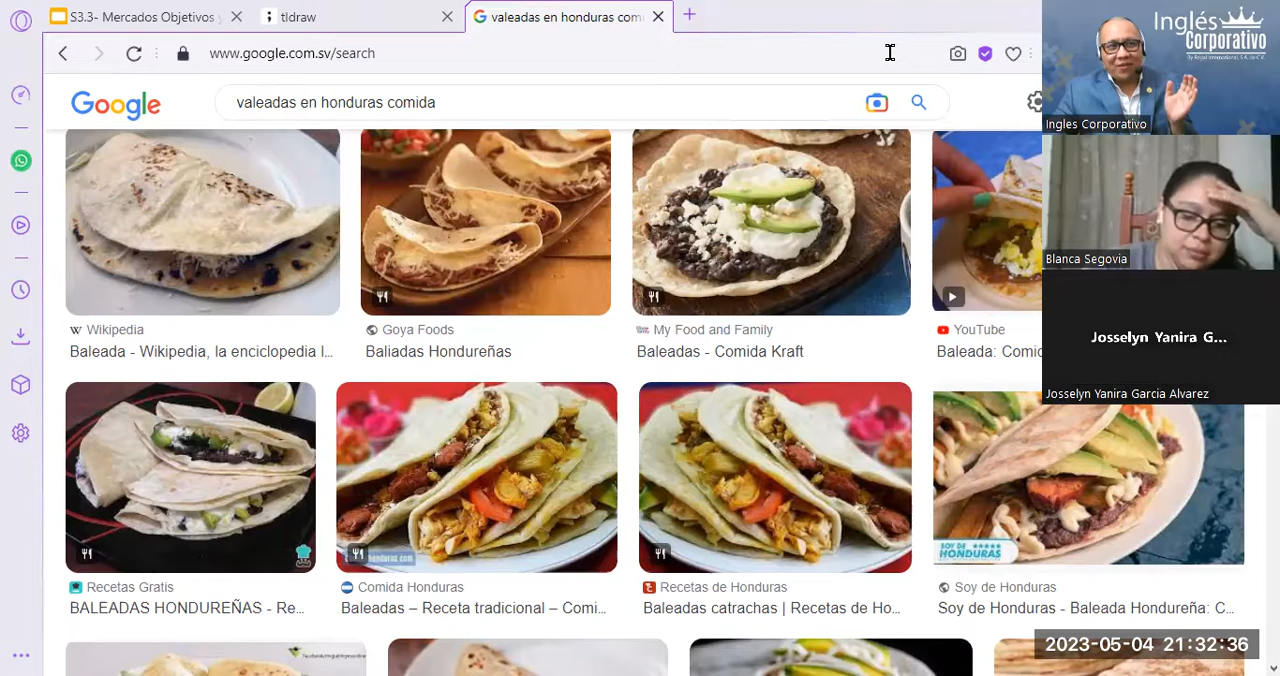 S3.3- Mercados Objetivos y
tldraw
valeadas en honduras com
www.google.com.sv/search
Google
valeadas en honduras comida
Inglés
Corporativo
Ingles Corporativo
Blanca Segovia
Josselyn Yanira G...
Josselyn Yanira Garcia Alvarez
Wikipedia
Baleada - Wikipedia, la enciclopedia l...
Goya Foods
Baliadas Hondureñas
My Food and Family
Baleadas - Comida Kraft
YouTube
Baleada: Comi
Recetas Gratis
BALEADAS HONDUREÑAS - Re...
Comida Honduras
Baleadas – Receta tradicional – Comi...
Recetas de Honduras
Baleadas catrachas | Recetas de Ho...
SOY DE
HONDURAS
Soy de Honduras
Soy de Honduras - Baleada Hondureña: C...
2023-05-04 21:32:36